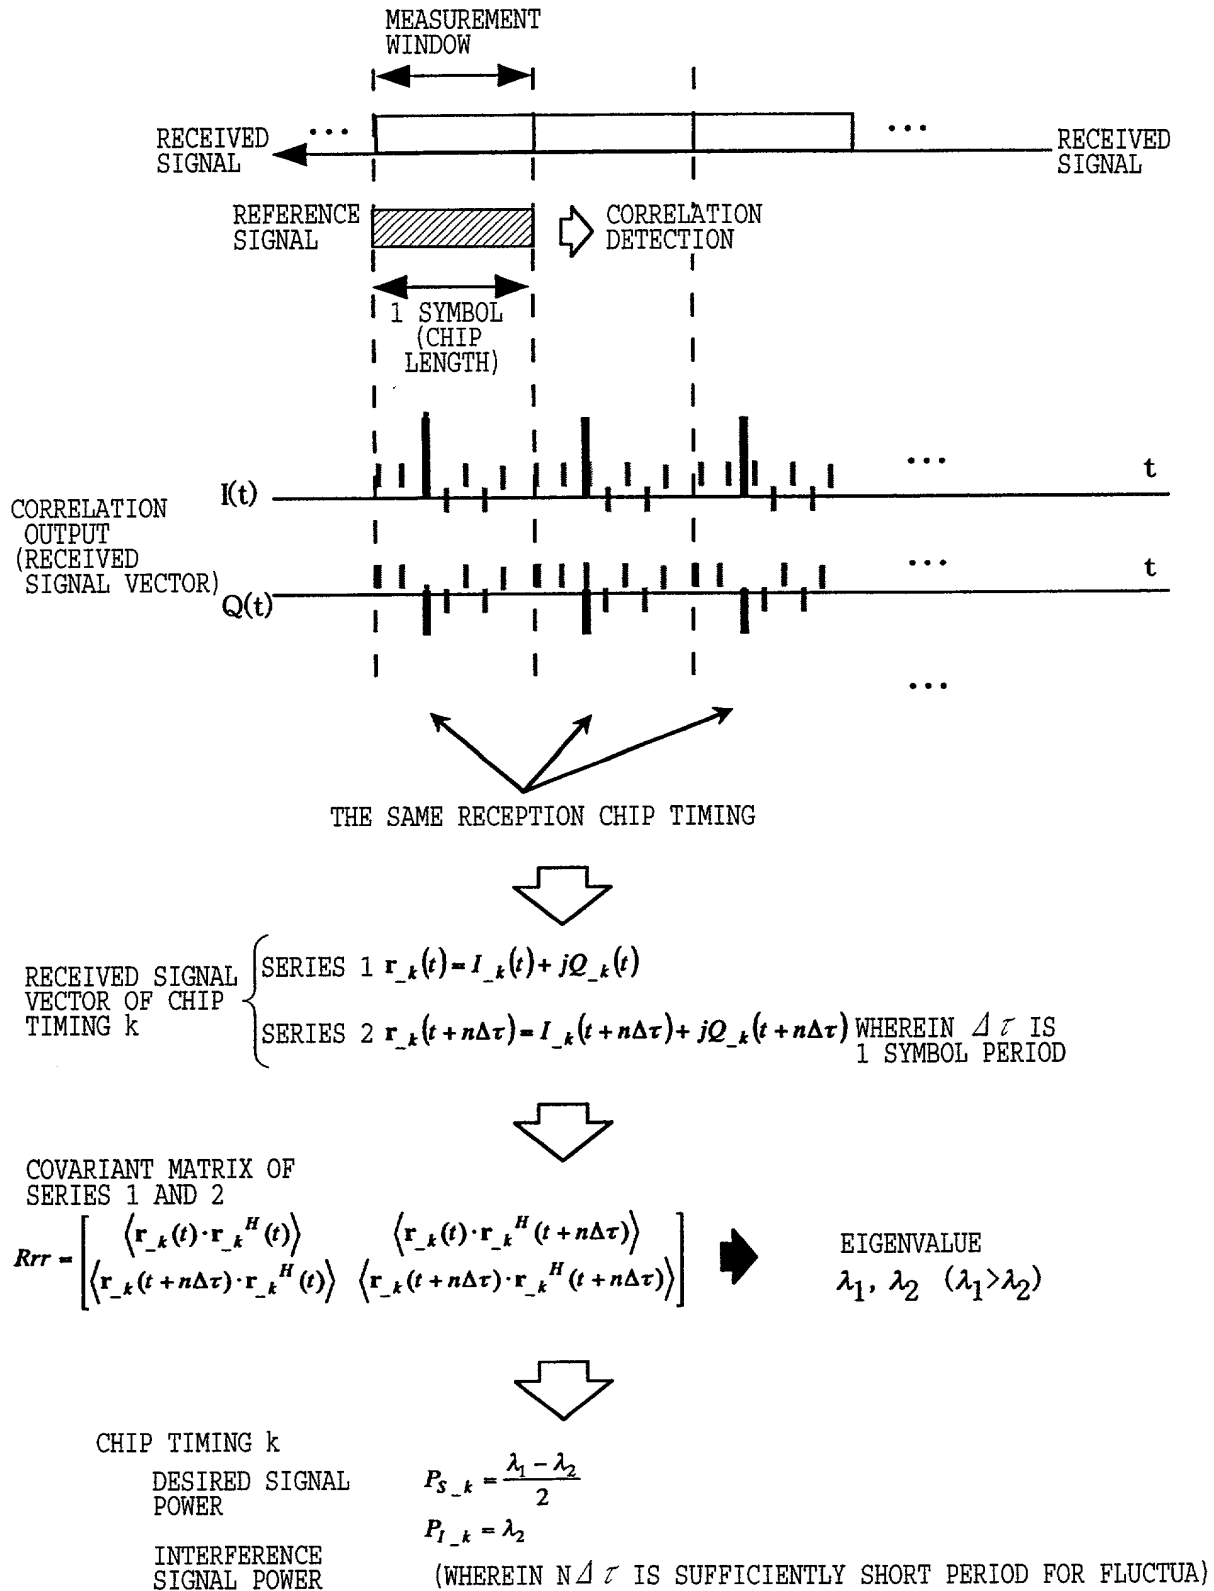 MEASUREMENT
WINDOW
RECEIVED
SIGNAL
...
...
RECEIVED
SIGNAL
REFERENCE
SIGNAL
CORRELATION
DETECTION
1 SYMBOL
(CHIP
LENGTH)
CORRELATION
OUTPUT
(RECEIVED
SIGNAL VECTOR)
I(t)
...
t
Q(t)
...
t
...
THE SAME RECEPTION CHIP TIMING
RECEIVED SIGNAL
VECTOR OF CHIP
TIMING k
SERIES 1 r_k(t)=I_k(t)+jQ_k(t)
SERIES 2 r_k(t+nΔτ)=I_k(t+nΔτ)+jQ_k(t+nΔτ) WHEREIN Δτ IS
1 SYMBOL PERIOD
COVARIANT MATRIX OF
SERIES 1 AND 2
Rrr = [⟨r_k(t)·r_k^H(t)⟩ ⟨r_k(t)·r_k^H(t+nΔτ)⟩
⟨r_k(t+nΔτ)·r_k^H(t)⟩ ⟨r_k(t+nΔτ)·r_k^H(t+nΔτ)⟩]
EIGENVALUE
λ1, λ2 (λ1>λ2)
CHIP TIMING k
DESIRED SIGNAL
POWER
P_S_k = (λ1 − λ2)/2
P_I_k = λ2
INTERFERENCE
SIGNAL POWER
(WHEREIN NΔτ IS SUFFICIENTLY SHORT PERIOD FOR FLUCTUA)